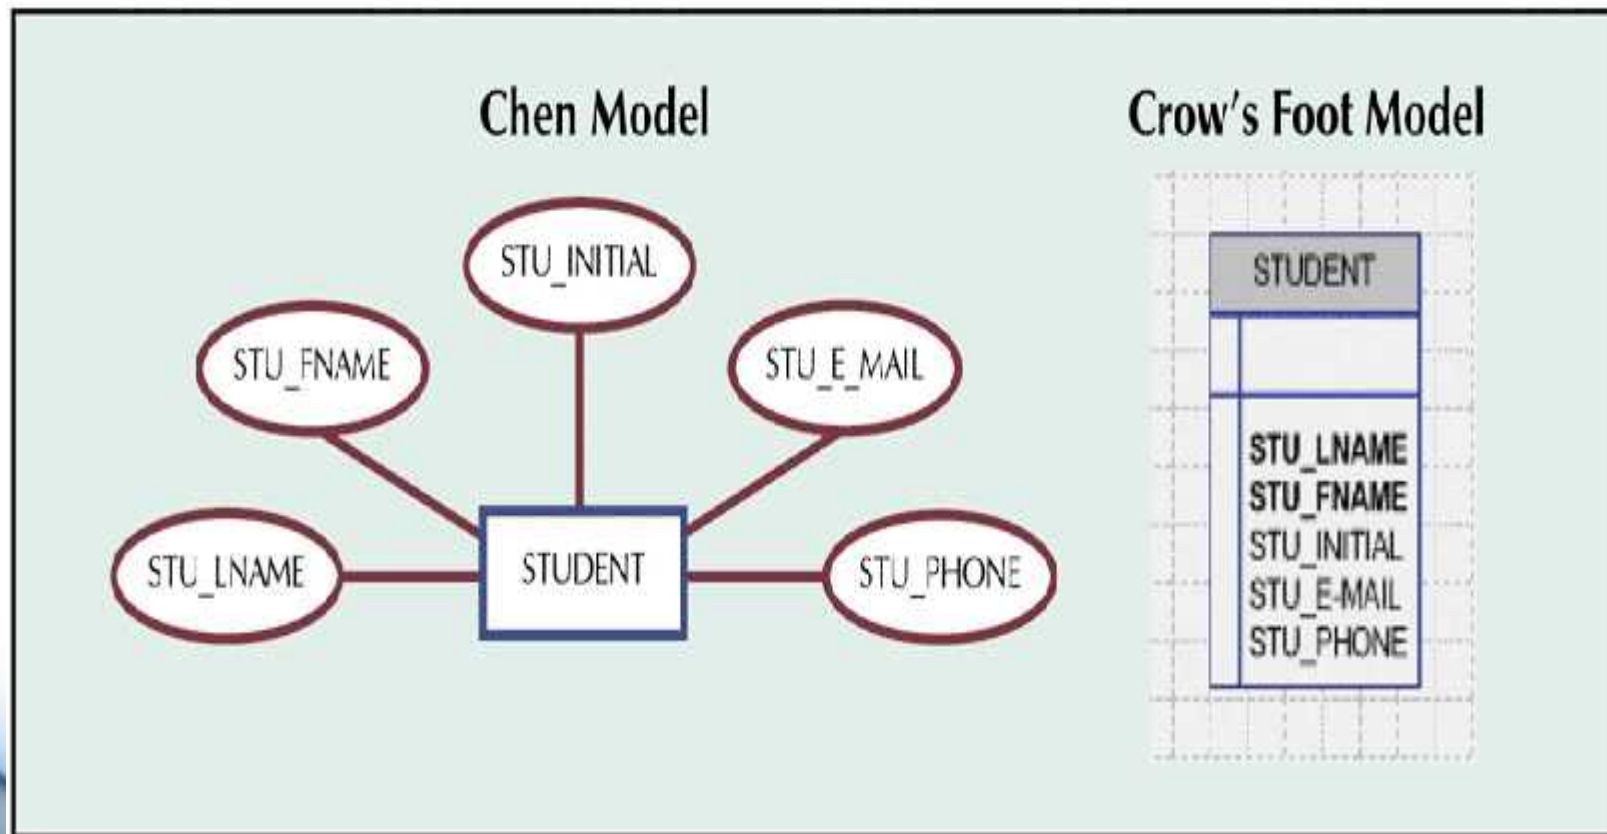 Chen Model
STU_INITIAL
STU_FNAME
STU_E_MAIL
STU_LNAME
STUDENT
STU_PHONE
Crow's Foot Model
STUDENT
STU_LNAME
STU_FNAME
STU_INITIAL
STU_E-MAIL
STU_PHONE